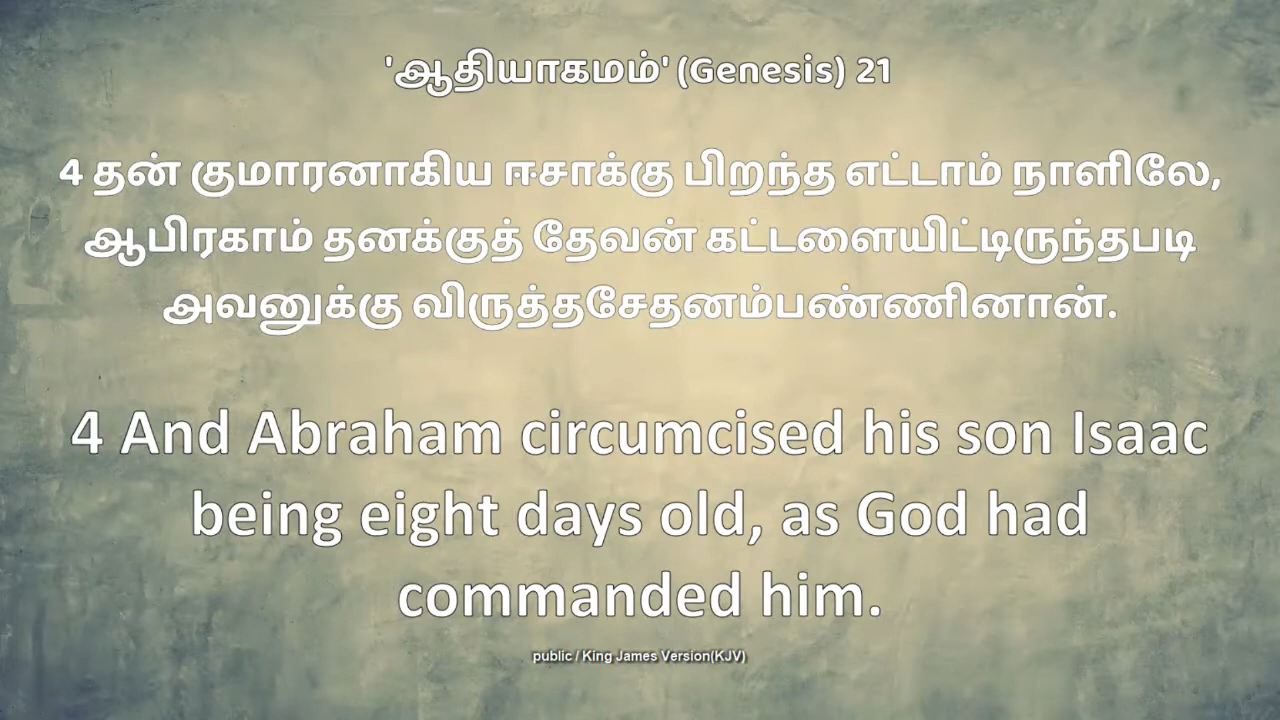 'ஆதியாகமம்' (Genesis) 21
4 தன் குமாரனாகிய ஈசாக்கு பிறந்த எட்டாம் நாளிலே,
ஆபிரகாம் தனக்குத் தேவன் கட்டளையிட்டிருந்தபடி
அவனுக்கு விருத்தசேதனம்பண்ணினான்.
4 And Abraham circumcised his son Isaac
being eight days old, as God had
commanded him.
public / King James Version(KJV)